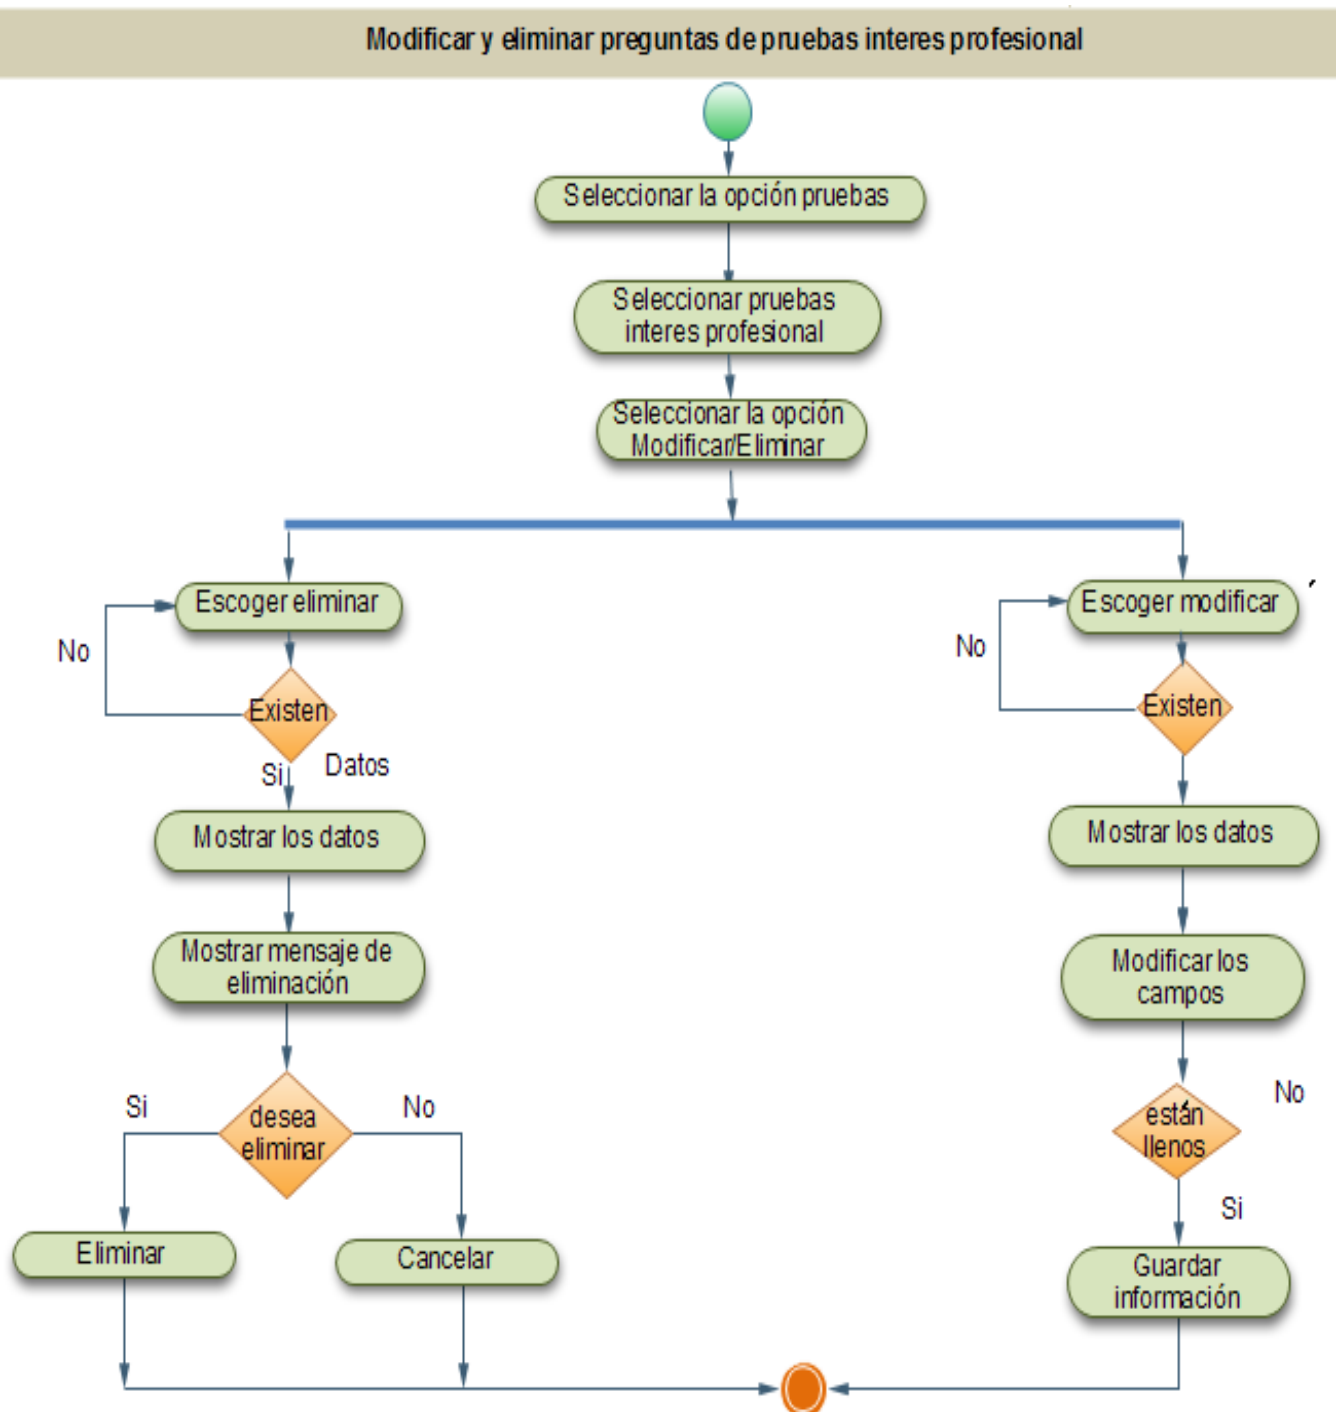 Modificar y eliminar preguntas de pruebas interes profesional
Seleccionar la opción pruebas
Seleccionar pruebas
interes profesional
Seleccionar la opción
Modificar/Eliminar
Escoger eliminar
No
Existen
Si
Datos
Mostrar los datos
Mostrar mensaje de
eliminación
desea
eliminar
Si
No
Eliminar
Cancelar
Escoger modificar
No
Existen
Mostrar los datos
Modificar los
campos
están
llenos
No
Si
Guardar
información